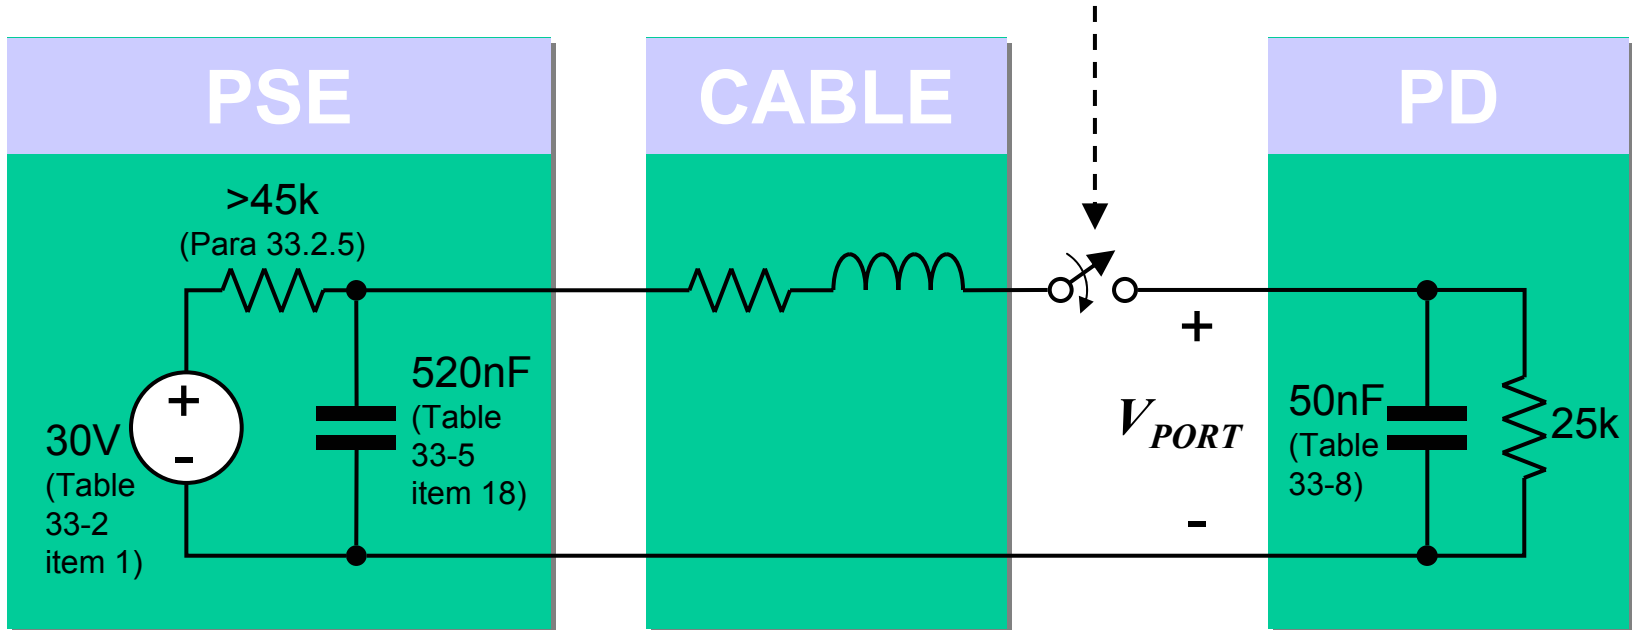 PSE
CABLE
PD
>45k
(Para 33.2.5)
30V
(Table
33-2
item 1)
+
-
520nF
(Table
33-5
item 18)
+
V_PORT
-
50nF
(Table
33-8)
25k